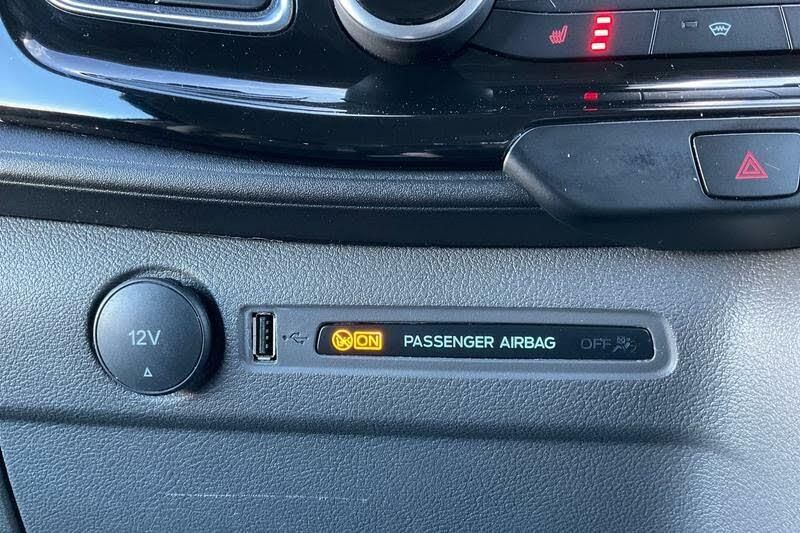 12V
ON PASSENGER AIRBAG OFF